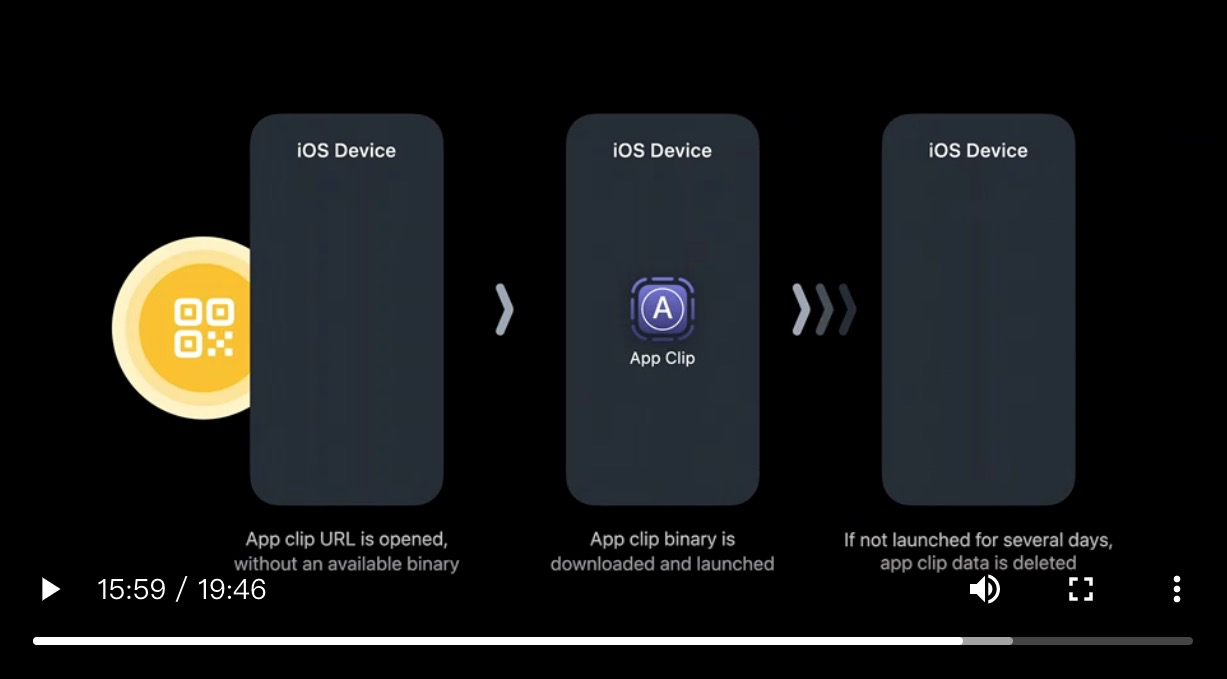 iOS Device
iOS Device
iOS Device
A
App Clip
App clip URL is opened,
without an available binary
App clip binary is
downloaded and launched
If not launched for several days,
app clip data is deleted
15:59 / 19:46